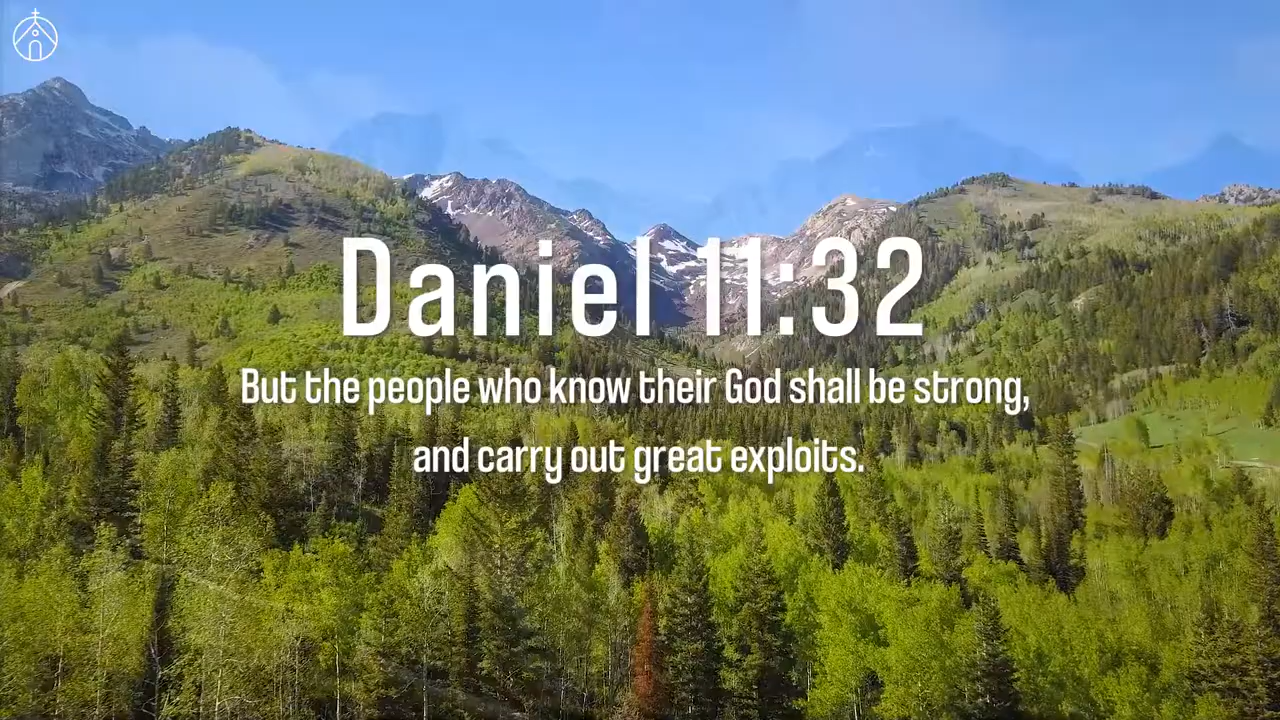 Daniel 11:32
But the people who know their God shall be strong,
and carry out great exploits.